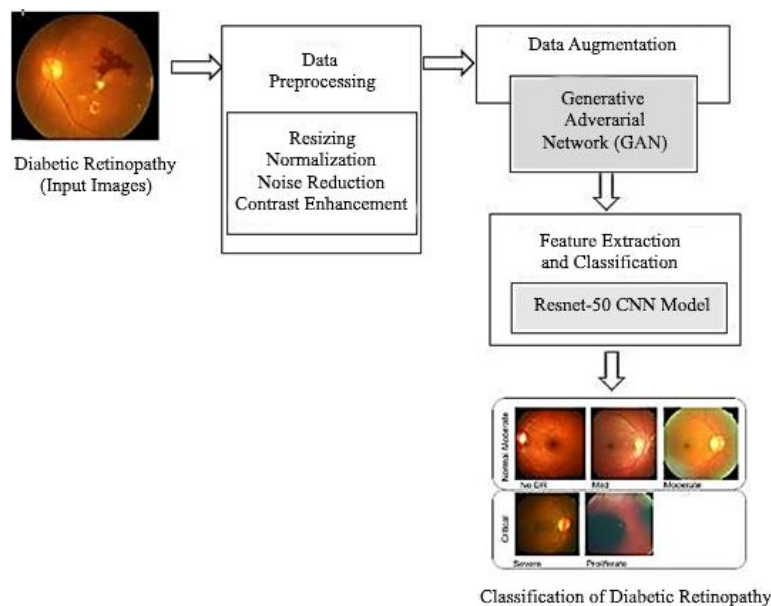 Diabetic Retinopathy
(Input Images)
Data
Preprocessing
Resizing
Normalization
Noise Reduction
Contrast Enhancement
Data Augmentation
Generative
Adversarial
Network (GAN)
Feature Extraction
and Classification
Resnet-50 CNN Model
Normal Moderate
No DR
Mild
Moderate
Critical
Severe
Proliferate
Classification of Diabetic Retinopathy